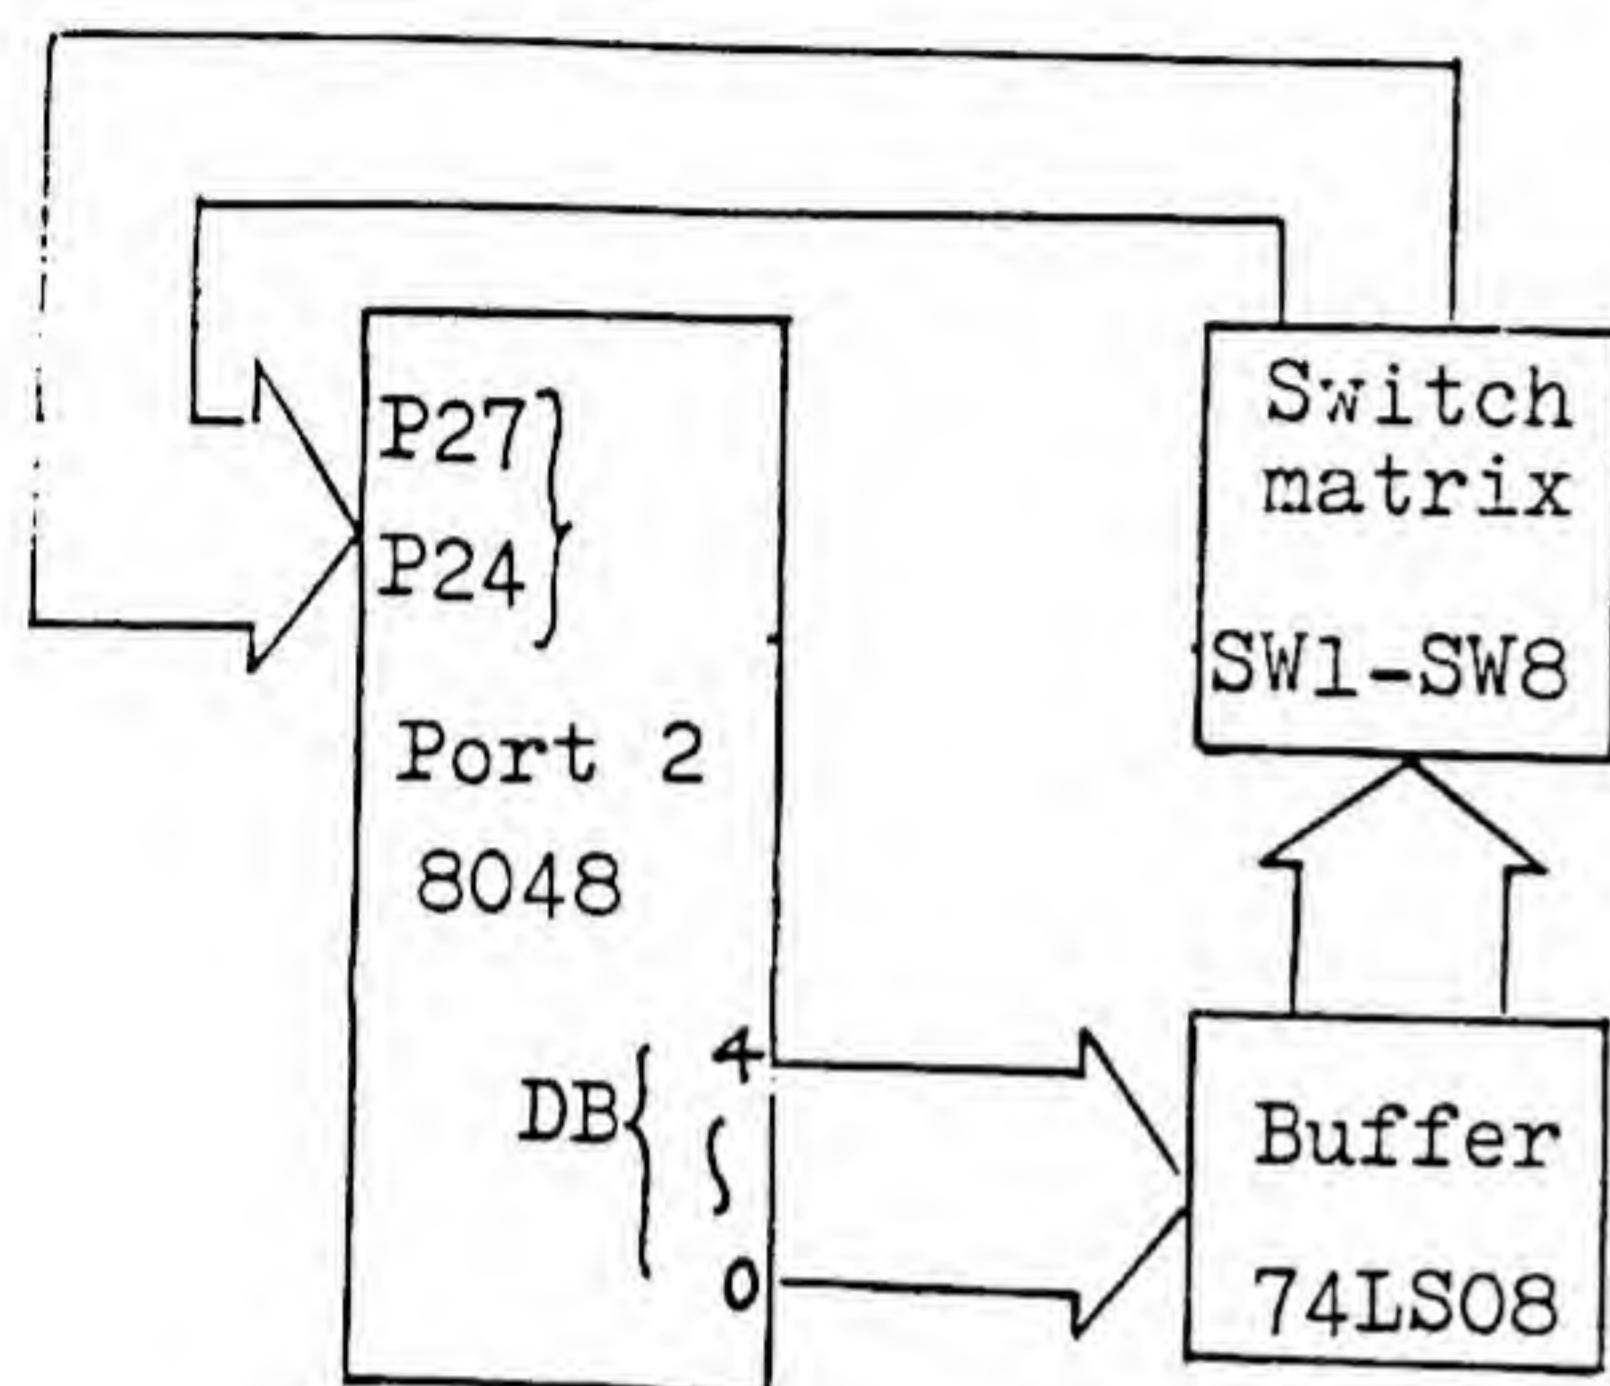 P27
P24
Port 2
8048
DB
4
0
Switch
matrix
SW1-SW8
Buffer
74LS08